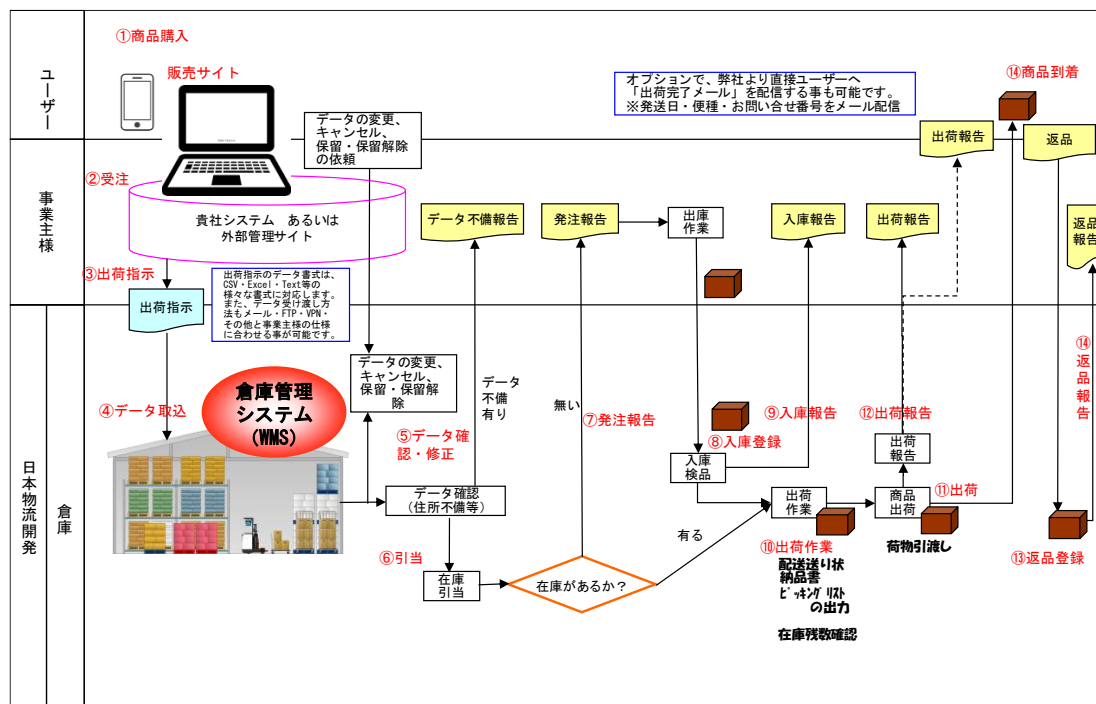 ユーザー
①商品購入
販売サイト
オプションで、弊社より直接ユーザーへ
「出荷完了メール」を配信する事も可能です。
※発送日・便種・お問い合せ番号をメール配信
⑭商品到着
データの変更、
キャンセル、
保留・保留解除
の依頼
出荷報告
返品
事業主様
②受注
貴社システム　あるいは
外部管理サイト
データ不備報告
発注報告
出庫
作業
入庫報告
出荷報告
返品
報告
③出荷指示
出荷指示
出荷指示のデータ書式は、
CSV・Excel・Text等の
様々な書式に対応します。
また、データ受け渡し方
法もメール・FTP・VPN・
その他と事業主様の仕様
に合わせる事が可能です。
日本物流開発
倉庫
④データ取込
倉庫管理
システム
(WMS)
データの変更、
キャンセル、
保留・保留解
除
データ
不備
有り
無い
⑤データ確
認・修正
⑦発注報告
⑧入庫登録
⑨入庫報告
⑫出荷報告
⑭返品報告
入庫
検品
出荷
報告
データ確認
(住所不備等)
出荷
作業
商品
出荷
⑪出荷
⑥引当
在庫
引当
在庫があるか？
有る
⑩出荷作業
配送送り状
納品書
ﾋﾟｯｷﾝｸﾞﾘｽﾄ
の出力
在庫残数確認
荷物引渡し
⑬返品登録